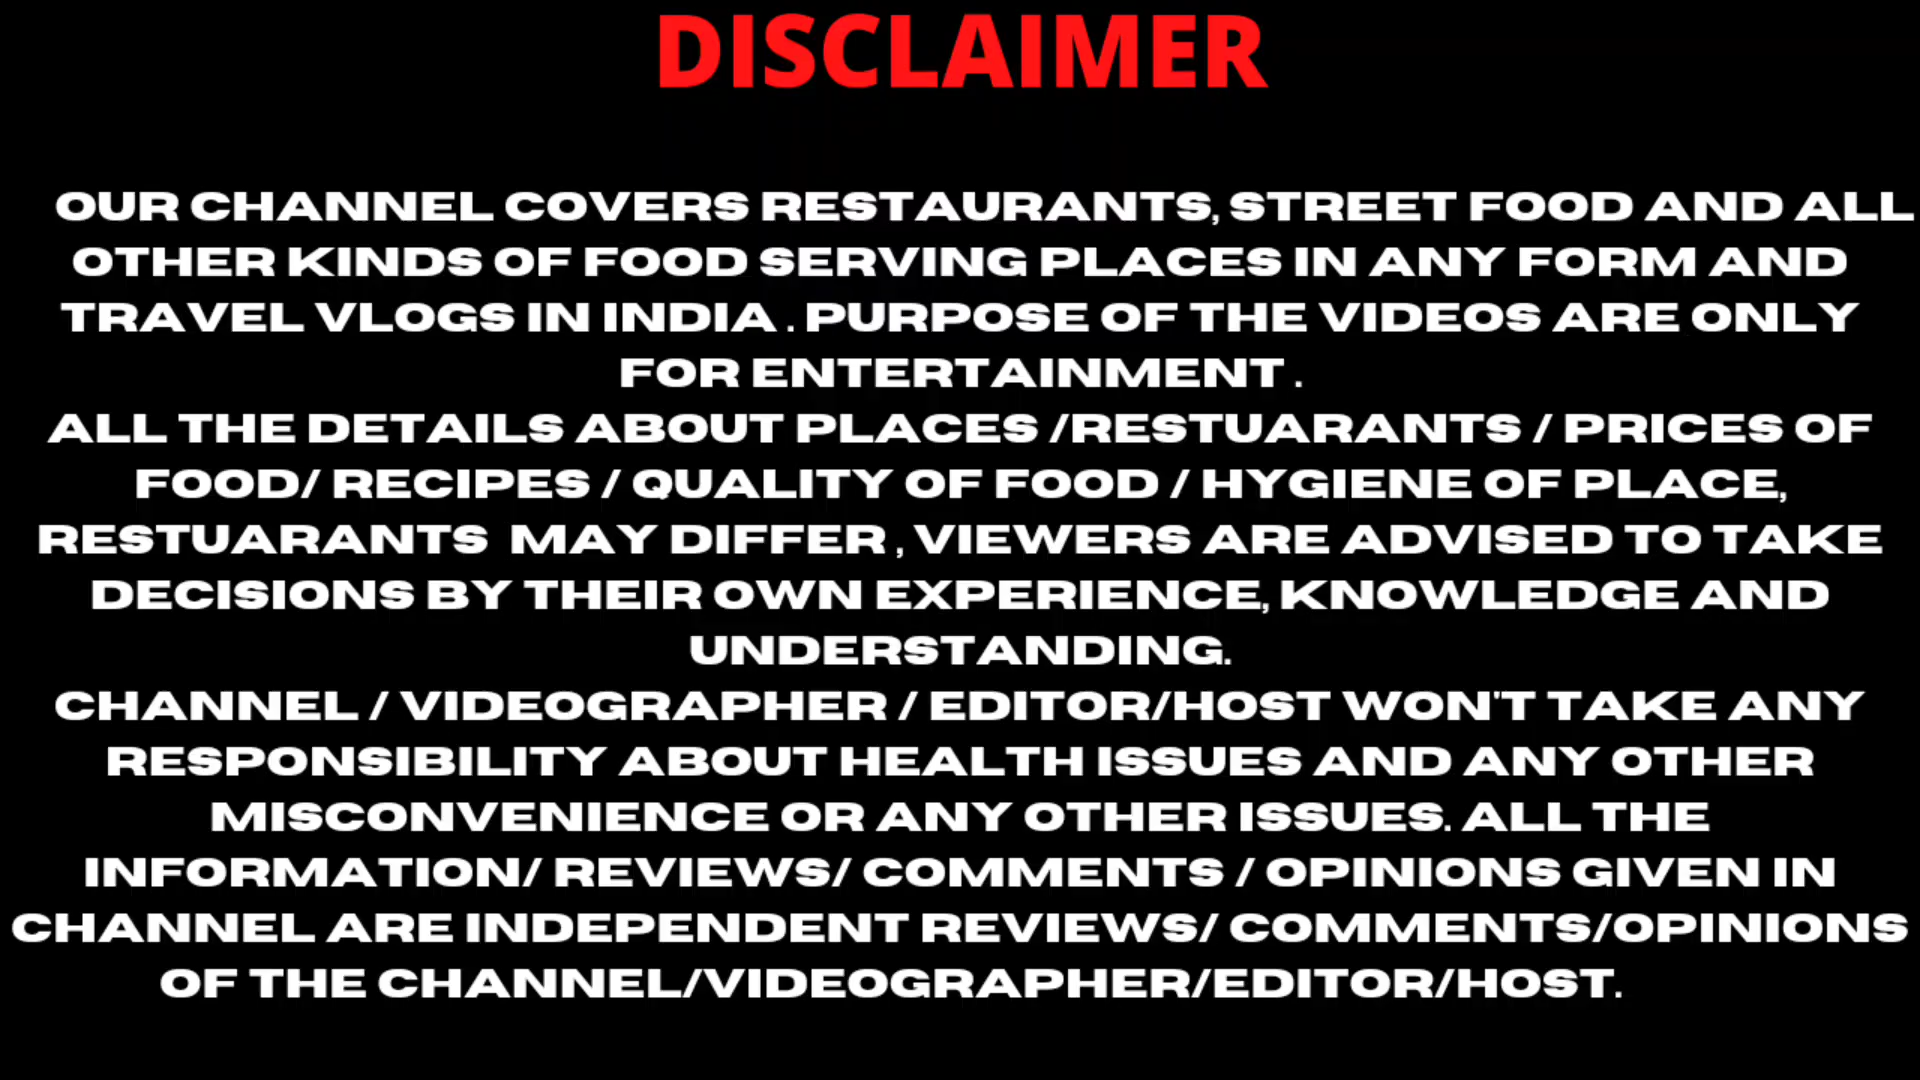 DISCLAIMER
OUR CHANNEL COVERS RESTAURANTS, STREET FOOD AND ALL
OTHER KINDS OF FOOD SERVING PLACES IN ANY FORM AND
TRAVEL VLOGS IN INDIA . PURPOSE OF THE VIDEOS ARE ONLY
FOR ENTERTAINMENT .
ALL THE DETAILS ABOUT PLACES /RESTUARANTS / PRICES OF
FOOD/ RECIPES / QUALITY OF FOOD / HYGIENE OF PLACE,
RESTUARANTS  MAY DIFFER , VIEWERS ARE ADVISED TO TAKE
DECISIONS BY THEIR OWN EXPERIENCE, KNOWLEDGE AND
UNDERSTANDING.
CHANNEL / VIDEOGRAPHER / EDITOR/HOST WON'T TAKE ANY
RESPONSIBILITY ABOUT HEALTH ISSUES AND ANY OTHER
MISCONVENIENCE OR ANY OTHER ISSUES. ALL THE
INFORMATION/ REVIEWS/ COMMENTS / OPINIONS GIVEN IN
CHANNEL ARE INDEPENDENT REVIEWS/ COMMENTS/OPINIONS
OF THE CHANNEL/VIDEOGRAPHER/EDITOR/HOST.